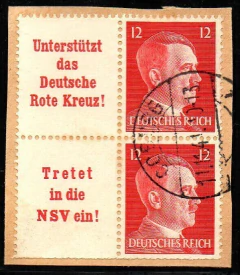 Unterstützt
das
Deutsche
Rote Kreuz!
12 12
DEUTSCHES REICH
Tretet
in die
NSV ein!
12 12
DEUTSCHES REICH